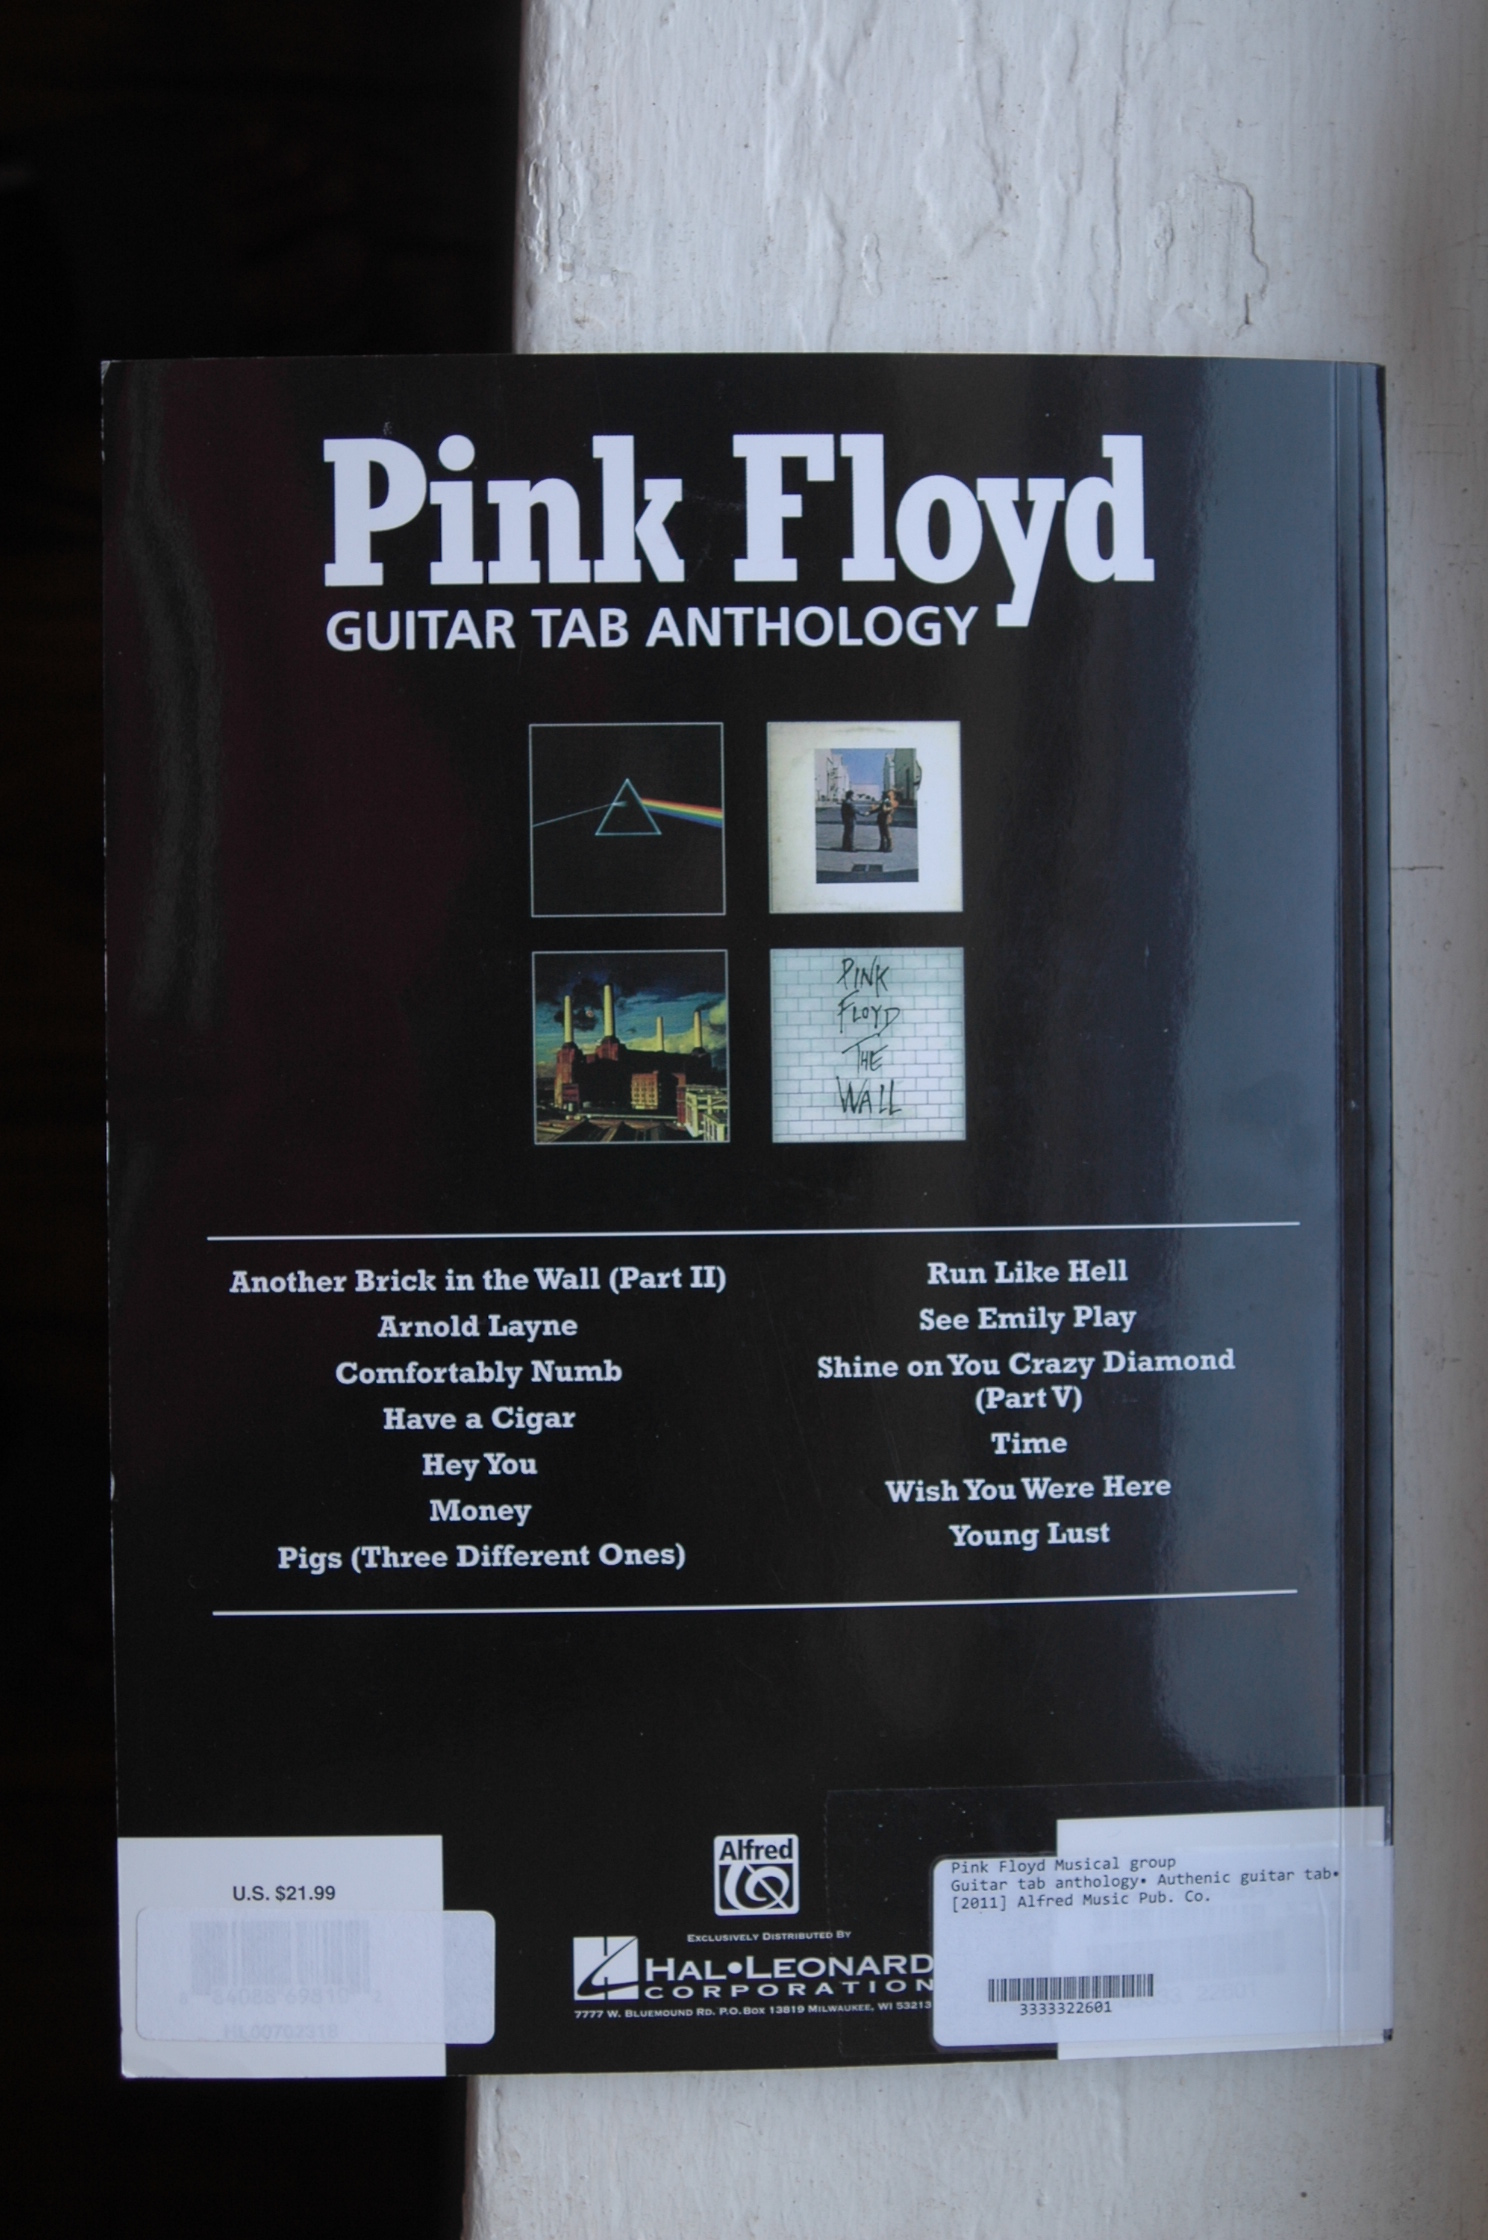 Pink Floyd
GUITAR TAB ANTHOLOGY
PINK
FLOYD
THE
WALL
Another Brick in the Wall (Part II)
Arnold Layne
Comfortably Numb
Have a Cigar
Hey You
Money
Pigs (Three Different Ones)
Run Like Hell
See Emily Play
Shine on You Crazy Diamond
(Part V)
Time
Wish You Were Here
Young Lust
U.S. $21.99
HL00702318
Alfred
EXCLUSIVELY DISTRIBUTED BY
HAL•LEONARD
CORPORATION
7777 W. BLUEMOUND RD. P.O. BOX 13819 MILWAUKEE, WI 53213
Pink Floyd Musical group
Guitar tab anthology• Authenic guitar tab•
[2011] Alfred Music Pub. Co.
3333322601